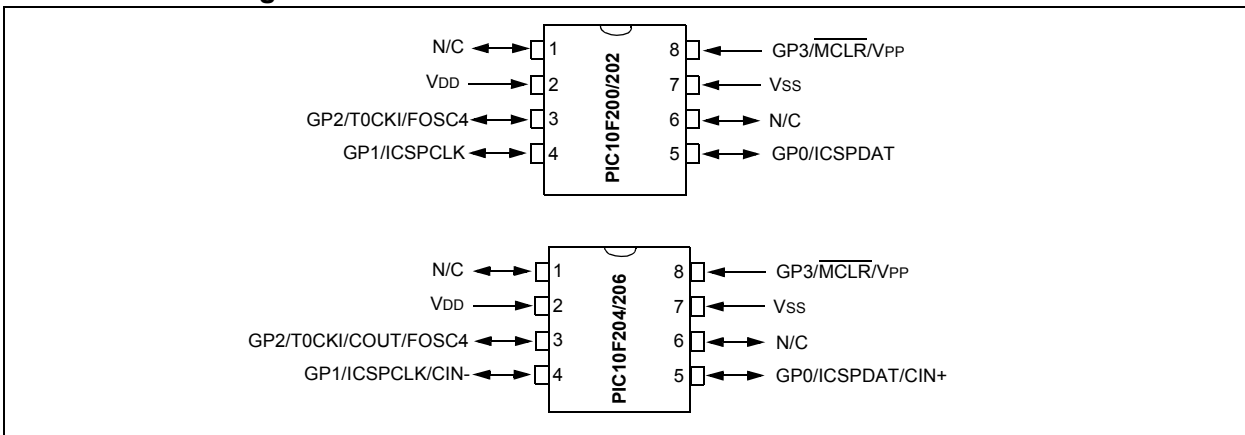 N/C 1 8 GP3/MCLR/VPP
VDD 2 7 VSS
GP2/T0CKI/FOSC4 3 6 N/C
GP1/ICSPCLK 4 5 GP0/ICSPDAT
PIC10F200/202
N/C 1 8 GP3/MCLR/VPP
VDD 2 7 VSS
GP2/T0CKI/COUT/FOSC4 3 6 N/C
GP1/ICSPCLK/CIN- 4 5 GP0/ICSPDAT/CIN+
PIC10F204/206